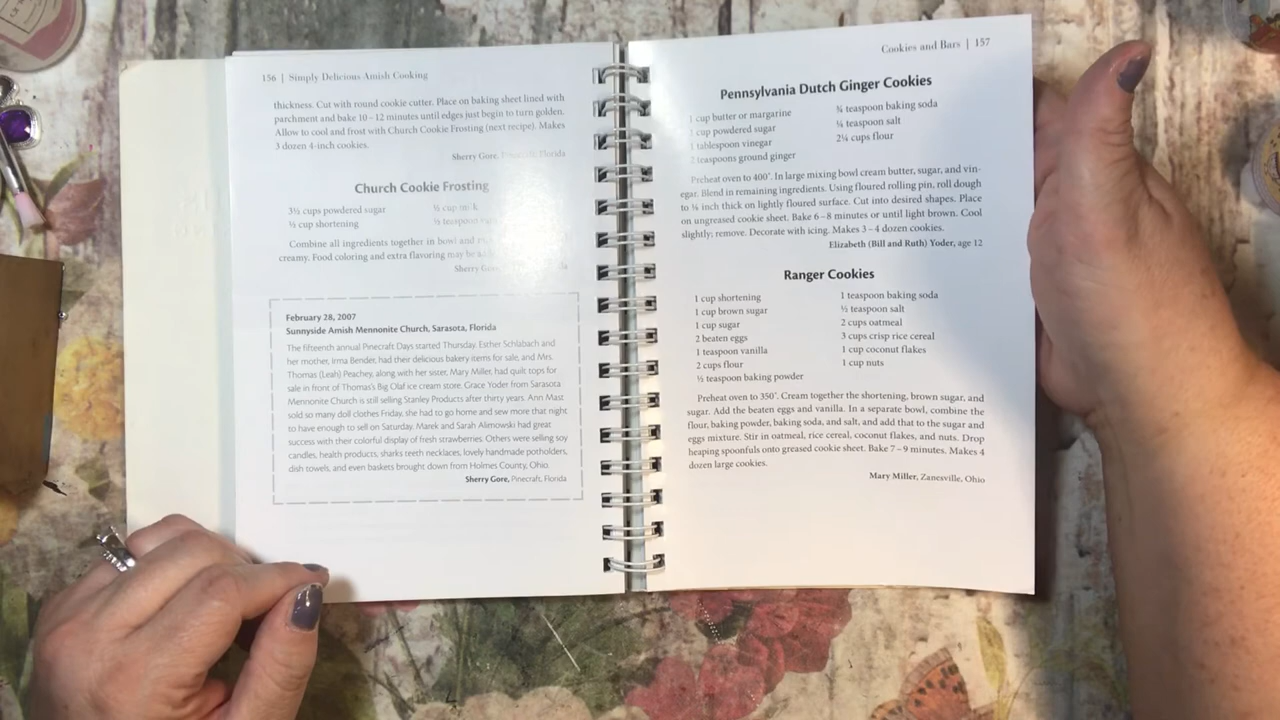 156 | Simply Delicious Amish Cooking
thickness. Cut with round cookie cutter. Place on baking sheet lined with
parchment and bake 10–12 minutes until edges just begin to turn golden.
Allow to cool and frost with Church Cookie Frosting (next recipe). Makes
3 dozen 4-inch cookies.
Sherry Gore, Pinecraft, Florida
Church Cookie Frosting
3⅓ cups powdered sugar
½ cup shortening
cup milk
teaspoon
Combine all ingredients together in bowl and
creamy. Food coloring and extra flavoring may be
Sherry Gore,
February 28, 2007
Sunnyside Amish Mennonite Church, Sarasota, Florida
The fifteenth annual Pinecraft Days started Thursday. Esther Schlabach and
her mother, Irma Bender, had their delicious bakery items for sale, and Mrs.
Thomas (Leah) Peachey, along with her sister, Mary Miller, had quilt tops for
sale in front of Thomas's Big Olaf ice cream store. Grace Yoder from Sarasota
Mennonite Church is still selling Stanley Products after thirty years. Ann Mast
sold so many doll clothes Friday, she had to go home and sew more that night
to have enough to sell on Saturday. Marek and Sarah Alimowski had great
success with their colorful display of fresh strawberries. Others were selling soy
candles, health products, sharks teeth necklaces, lovely handmade potholders,
dish towels, and even baskets brought down from Holmes County, Ohio.
Sherry Gore, Pinecraft, Florida
Cookies and Bars | 157
Pennsylvania Dutch Ginger Cookies
1 cup butter or margarine
cup powdered sugar
1 tablespoon vinegar
2 teaspoons ground ginger
¾ teaspoon baking soda
teaspoon salt
2¼ cups flour
Preheat oven to 400˚. In large mixing bowl cream butter, sugar, and vin-
egar. Blend in remaining ingredients. Using floured rolling pin, roll dough
to inch thick on lightly floured surface. Cut into desired shapes. Place
on ungreased cookie sheet. Bake 6–8 minutes or until light brown. Cool
slightly; remove. Decorate with icing. Makes 3–4 dozen cookies.
Elizabeth (Bill and Ruth) Yoder, age 12
Ranger Cookies
1 cup shortening
1 cup brown sugar
1 cup sugar
2 beaten eggs
1 teaspoon vanilla
2 cups flour
½ teaspoon baking powder
1 teaspoon baking soda
½ teaspoon salt
2 cups oatmeal
3 cups crisp rice cereal
1 cup coconut flakes
1 cup nuts
Preheat oven to 350˚. Cream together the shortening, brown sugar, and
sugar. Add the beaten eggs and vanilla. In a separate bowl, combine the
flour, baking powder, baking soda, and salt, and add that to the sugar and
eggs mixture. Stir in oatmeal, rice cereal, coconut flakes, and nuts. Drop
heaping spoonfuls onto greased cookie sheet. Bake 7–9 minutes. Makes 4
dozen large cookies.
Mary Miller, Zanesville, Ohio